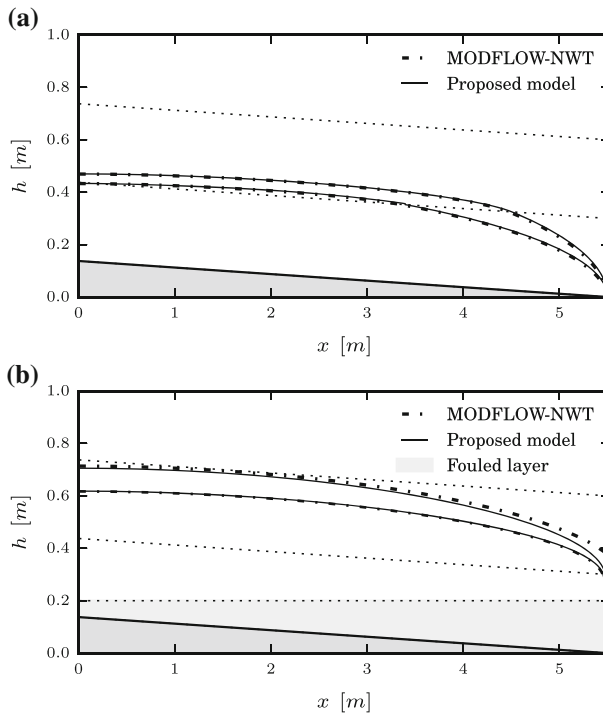 (a)
1.0
0.8
0.6
0.4
0.2
0.0
h [m]
MODFLOW-NWT
Proposed model
0 1 2 3 4 5
x [m]
(b)
1.0
0.8
0.6
0.4
0.2
0.0
h [m]
MODFLOW-NWT
Proposed model
Fouled layer
0 1 2 3 4 5
x [m]